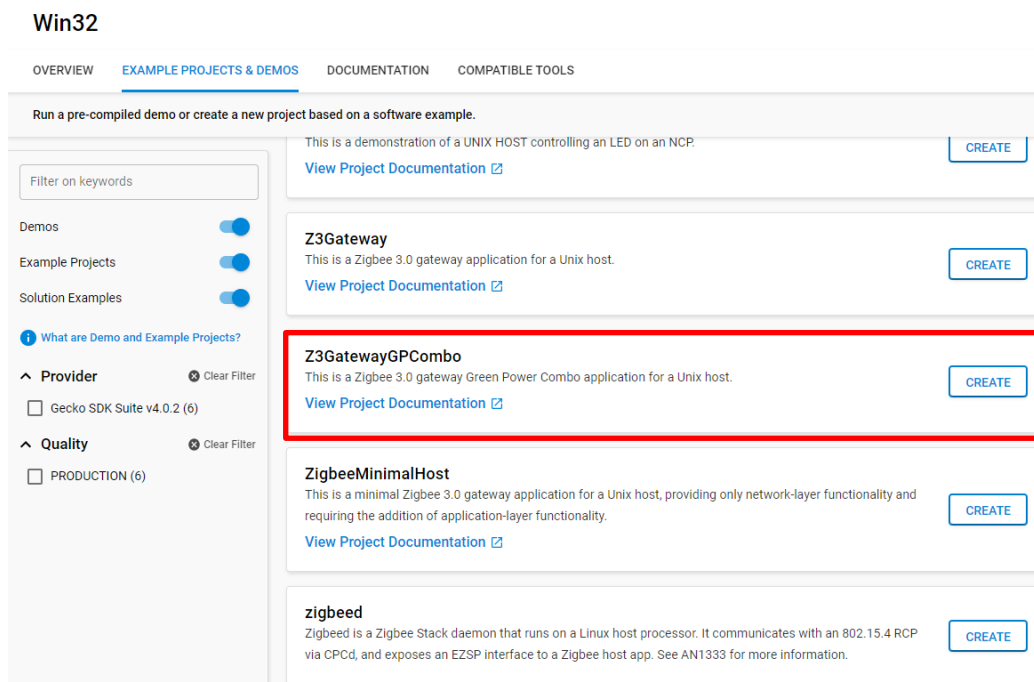 Win32
OVERVIEW EXAMPLE PROJECTS & DEMOS DOCUMENTATION COMPATIBLE TOOLS
Run a pre-compiled demo or create a new project based on a software example.
Filter on keywords
Demos
Example Projects
Solution Examples
What are Demo and Example Projects?
Provider Clear Filter
Gecko SDK Suite v4.0.2 (6)
Quality Clear Filter
PRODUCTION (6)
This is a demonstration of a UNIX HOST controlling an LED on an NCP.
View Project Documentation
CREATE
Z3Gateway
This is a Zigbee 3.0 gateway application for a Unix host.
View Project Documentation
CREATE
Z3GatewayGPCombo
This is a Zigbee 3.0 gateway Green Power Combo application for a Unix host.
View Project Documentation
CREATE
ZigbeeMinimalHost
This is a minimal Zigbee 3.0 gateway application for a Unix host, providing only network-layer functionality and
requiring the addition of application-layer functionality.
View Project Documentation
CREATE
zigbeed
Zigbeed is a Zigbee Stack daemon that runs on a Linux host processor. It communicates with an 802.15.4 RCP
via CPCd, and exposes an EZSP interface to a Zigbee host app. See AN1333 for more information.
CREATE